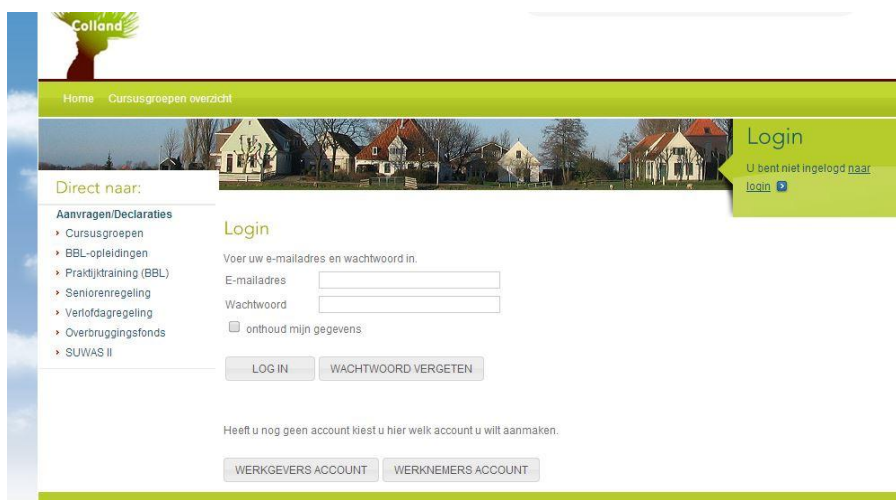 Colland
Home Cursusgroepen overzicht
Login
U bent niet ingelogd naar
login
Direct naar:
Aanvragen/Declaraties
Cursusgroepen
BBL-opleidingen
Praktijktraining (BBL)
Seniorenregeling
Verlofdagregeling
Overbruggingsfonds
SUWAS II
Login
Voer uw e-mailadres en wachtwoord in.
E-mailadres
Wachtwoord
onthoud mijn gegevens
LOG IN WACHTWOORD VERGETEN
Heeft u nog geen account kiest u hier welk account u wilt aanmaken.
WERKGEVERS ACCOUNT WERKNEMERS ACCOUNT